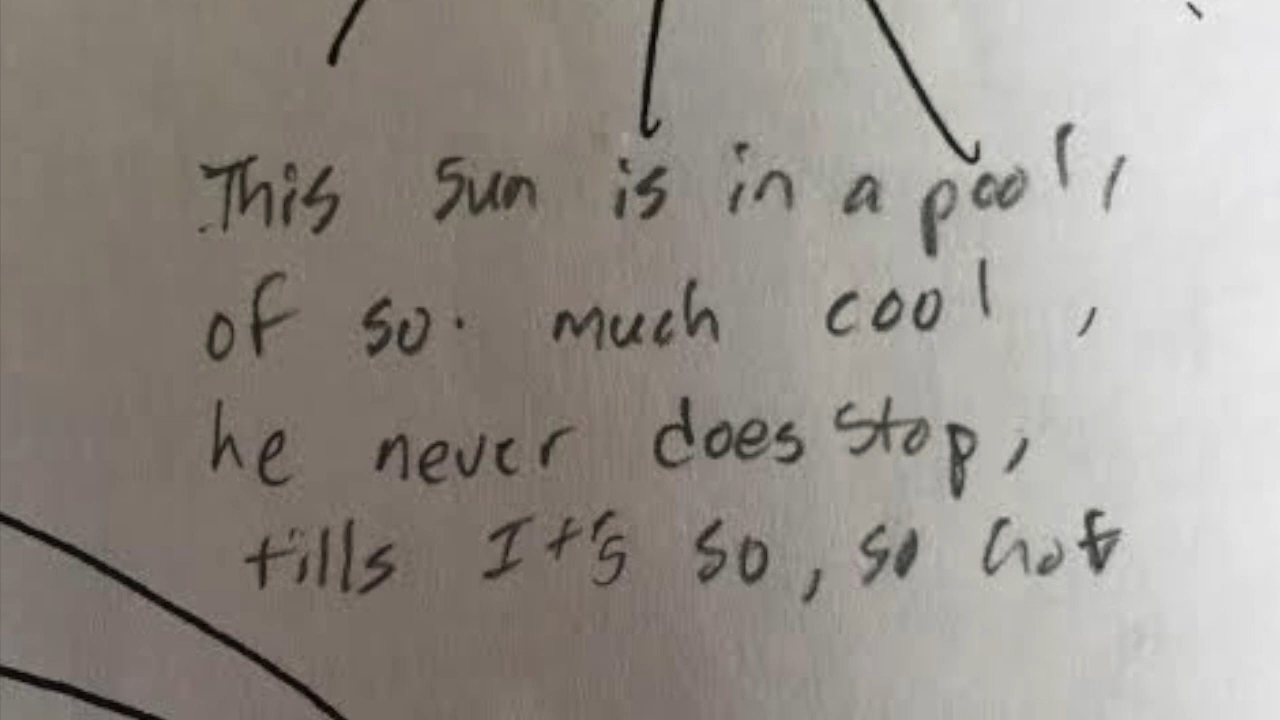 This sun is in a pool,
of so. much cool,
he never does stop,
tills It's so, so hot